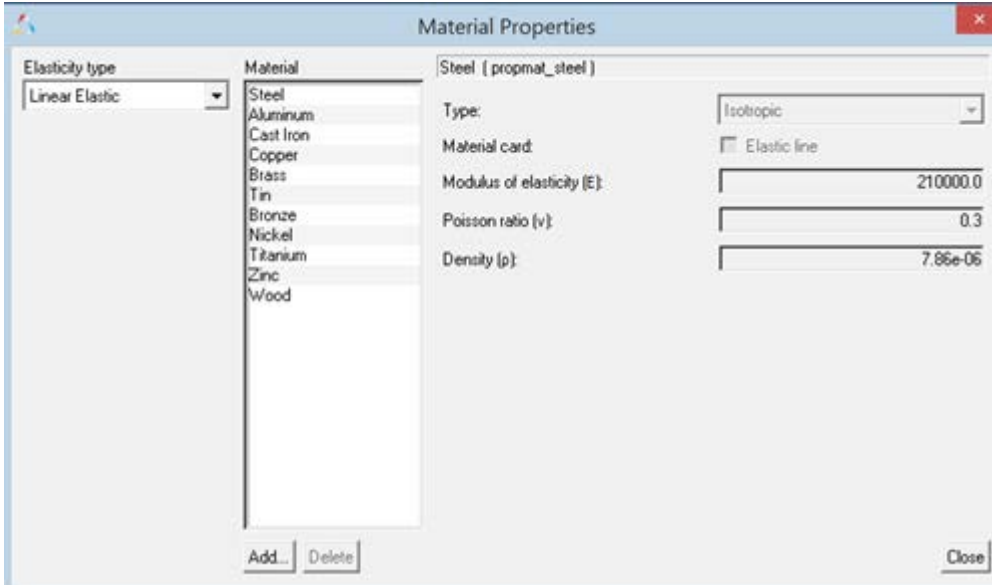 Material Properties
Elasticity type
Linear Elastic
Material
Steel
Aluminum
Cast Iron
Copper
Brass
Tin
Bronze
Nickel
Titanium
Zinc
Wood
Add...
Delete
Steel ( propmat_steel )
Type: Isotropic
Material card: Elastic line
Modulus of elasticity (E): 210000.0
Poisson ratio (v): 0.3
Density (ρ): 7.86e-06
Close